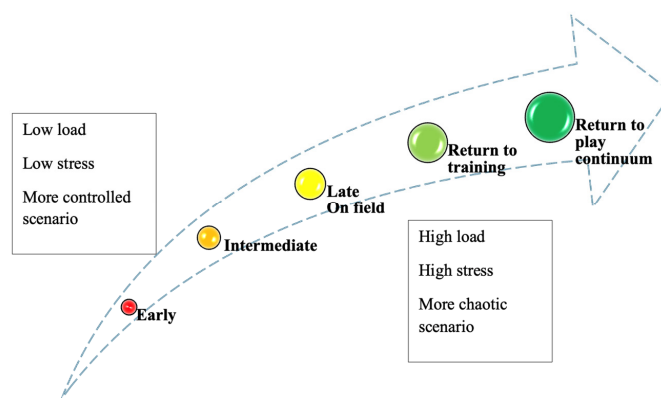 Low load
Low stress
More controlled
scenario
Early
Intermediate
Late
On field
Return to
training
Return to
play
continuum
High load
High stress
More chaotic
scenario